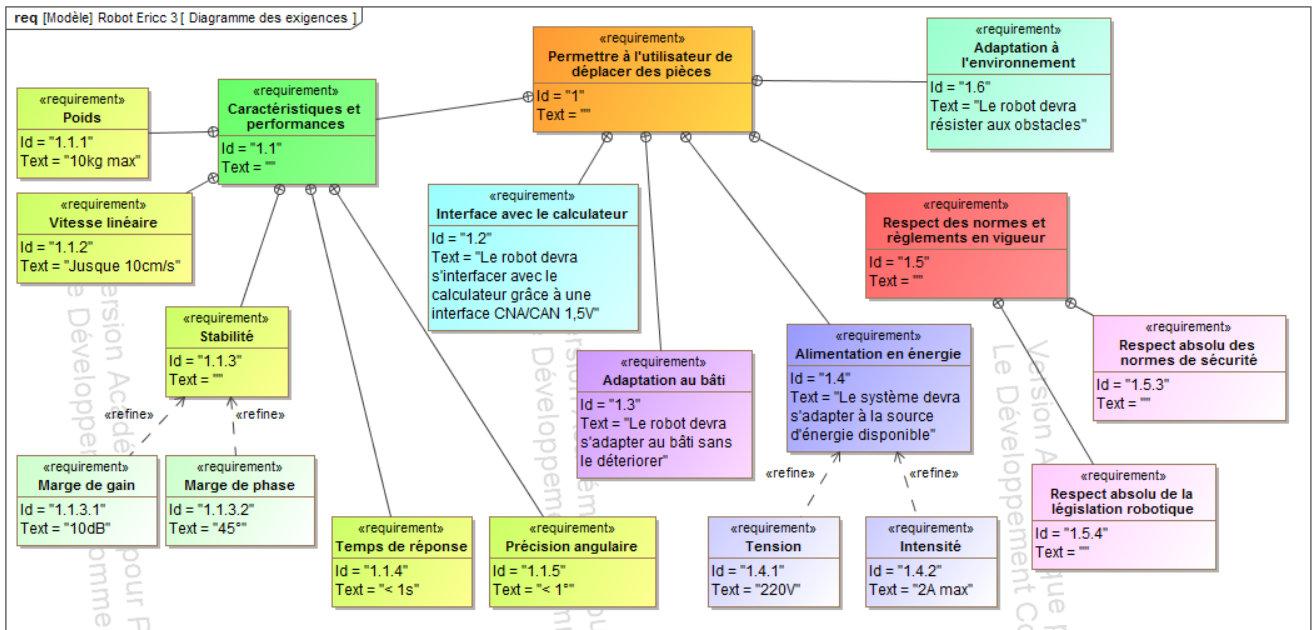 req [Modèle] Robot Ericc 3 [ Diagramme des exigences ]
«requirement»
Permettre à l'utilisateur de
déplacer des pièces
Id = "1"
Text = ""
«requirement»
Adaptation à
l'environnement
Id = "1.6"
Text = "Le robot devra
résister aux obstacles"
«requirement»
Caractéristiques et
performances
Id = "1.1"
Text = ""
«requirement»
Poids
Id = "1.1.1"
Text = "10kg max"
«requirement»
Vitesse linéaire
Id = "1.1.2"
Text = "Jusque 10cm/s"
«requirement»
Interface avec le calculateur
Id = "1.2"
Text = "Le robot devra
s'interfacer avec le
calculateur grâce à une
interface CNA/CAN 1,5V"
«requirement»
Respect des normes et
règlements en vigueur
Id = "1.5"
Text = ""
«requirement»
Stabilité
Id = "1.1.3"
Text = ""
«requirement»
Adaptation au bâti
Id = "1.3"
Text = "Le robot devra
s'adapter au bâti sans
le déteriorer"
«requirement»
Alimentation en énergie
Id = "1.4"
Text = "Le système devra
s'adapter à la source
d'énergie disponible"
«requirement»
Respect absolu des
normes de sécurité
Id = "1.5.3"
Text = ""
«refine»
«refine»
«requirement»
Marge de gain
Id = "1.1.3.1"
Text = "10dB"
«requirement»
Marge de phase
Id = "1.1.3.2"
Text = "45°"
«refine»
«refine»
«requirement»
Respect absolu de la
législation robotique
Id = "1.5.4"
Text = ""
«requirement»
Temps de réponse
Id = "1.1.4"
Text = "< 1s"
«requirement»
Précision angulaire
Id = "1.1.5"
Text = "< 1°"
«requirement»
Tension
Id = "1.4.1"
Text = "220V"
«requirement»
Intensité
Id = "1.4.2"
Text = "2A max"